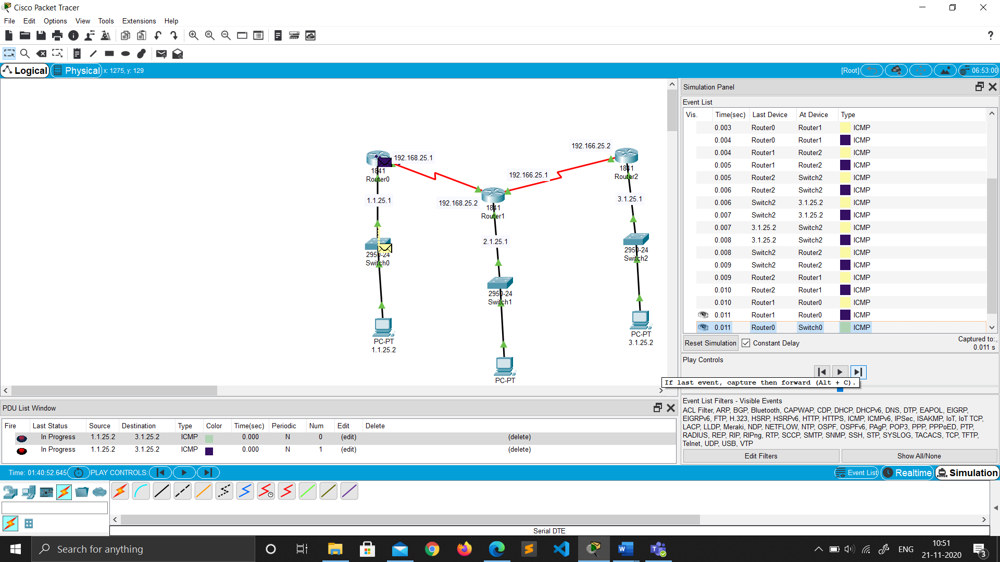 Cisco Packet Tracer
File Edit Options View Tools Extensions Help
Logical Physical x: 1275, y: 129 [Root] 06:53:00
192.168.25.1
1841
Router0
1.1.25.1
2950-24
Switch0
PC-PT
1.1.25.2
192.168.25.2
192.166.25.1
1841
Router1
2.1.25.1
2950-24
Switch1
PC-PT
192.166.25.2
1841
Router2
3.1.25.1
2950-24
Switch2
PC-PT
3.1.25.2
Simulation Panel
Event List
Vis. Time(sec) Last Device At Device Type
0.003 Router0 Router1 ICMP
0.004 Router0 Router1 ICMP
0.004 Router1 Router2 ICMP
0.005 Router1 Router2 ICMP
0.005 Router2 Switch2 ICMP
0.006 Router2 Switch2 ICMP
0.006 Switch2 3.1.25.2 ICMP
0.007 Switch2 3.1.25.2 ICMP
0.007 3.1.25.2 Switch2 ICMP
0.008 3.1.25.2 Switch2 ICMP
0.008 Switch2 Router2 ICMP
0.009 Switch2 Router2 ICMP
0.009 Router2 Router1 ICMP
0.010 Router2 Router1 ICMP
0.010 Router1 Router0 ICMP
0.011 Router1 Router0 ICMP
0.011 Router0 Switch0 ICMP
Reset Simulation Constant Delay Captured to:
0.011 s
Play Controls
If last event, capture then forward (Alt + C).
Event List Filters - Visible Events
ACL Filter, ARP, BGP, Bluetooth, CAPWAP, CDP, DHCP, DHCPv6, DNS, DTP, EAPOL, EIGRP,
EIGRPv6, FTP, H.323, HSRP, HSRPv6, HTTP, HTTPS, ICMP, ICMPv6, IPSec, ISAKMP, IoT, IoT TCP,
LACP, LLDP, Meraki, NDP, NETFLOW, NTP, OSPF, OSPFv6, PAgP, POP3, PPP, PPPoED, PTP,
RADIUS, REP, RIP, RIPng, RTP, SCCP, SMTP, SNMP, SSH, STP, SYSLOG, TACACS, TCP, TFTP,
Telnet, UDP, USB, VTP
Edit Filters Show All/None
PDU List Window
Fire Last Status Source Destination Type Color Time(sec) Periodic Num Edit Delete
In Progress 1.1.25.2 3.1.25.2 ICMP 0.000 N 0 (edit) (delete)
In Progress 1.1.25.2 3.1.25.2 ICMP 0.000 N 1 (edit) (delete)
Time: 01:40:52.645 PLAY CONTROLS: Event List Realtime Simulation
Serial DTE
Search for anything
ENG
10:51
21-11-2020
3